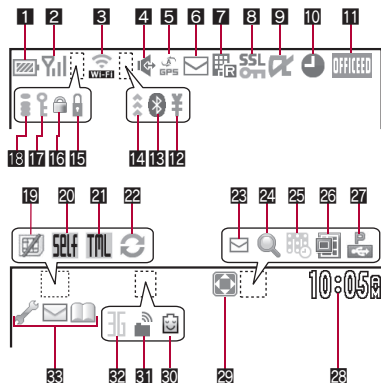 1 2 3 4 5 6 7 8 9 10 11
Wi-Fi GPS R SSL OFFICEED
18 17 16 15 14 13 12
¥
19 20 21 22 23 24 25 26 27
Self TML P
10:05AM
3G
33 32 31 30 29 28